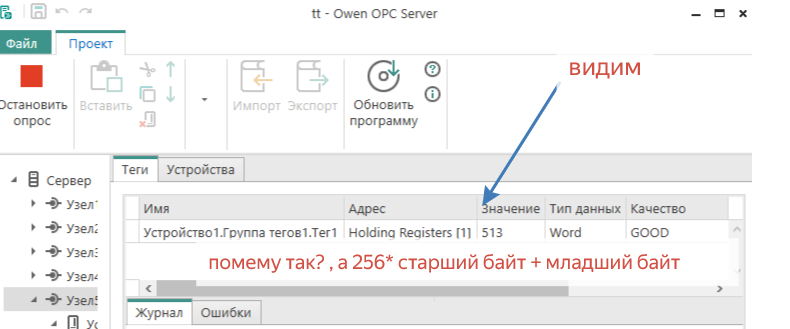 tt - Owen OPC Server
Файл
Проект
видим
Остановить опрос
Вставить
Импорт
Экспорт
Обновить программу
Теги
Устройства
Сервер
Узел1
Узел2
Узел3
Узел4
Узел5
Имя
Адрес
Значение
Тип данных
Качество
Устройство1.Группа тегов1.Тег1
Holding Registers [1]
513
Word
GOOD
помему так? , а 256* старший байт + младший байт
Журнал
Ошибки